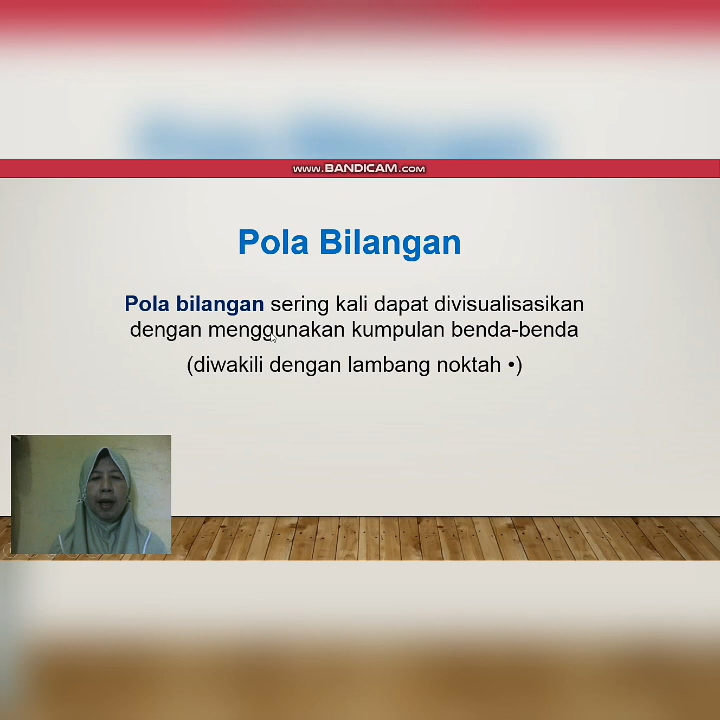 www.BANDICAM.com
Pola Bilangan
Pola bilangan sering kali dapat divisualisasikan
dengan menggunakan kumpulan benda-benda
(diwakili dengan lambang noktah •)